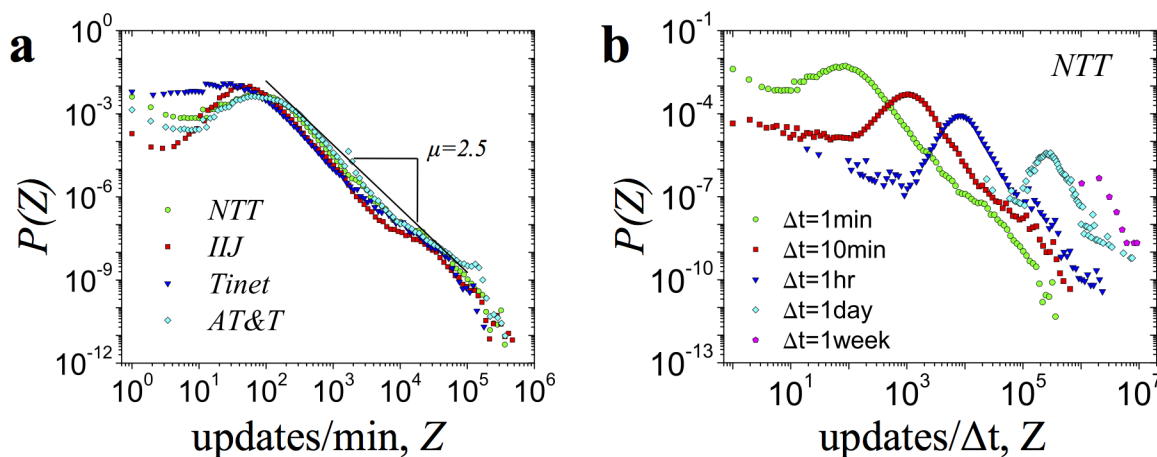 a
P(Z)
10^0
10^-3
10^-6
10^-9
10^-12
μ=2.5
NTT
IIJ
Tinet
AT&T
10^0 10^1 10^2 10^3 10^4 10^5 10^6
updates/min, Z
b
P(Z)
10^-1
10^-4
10^-7
10^-10
10^-13
NTT
Δt=1min
Δt=10min
Δt=1hr
Δt=1day
Δt=1week
10^1 10^3 10^5 10^7
updates/Δt, Z